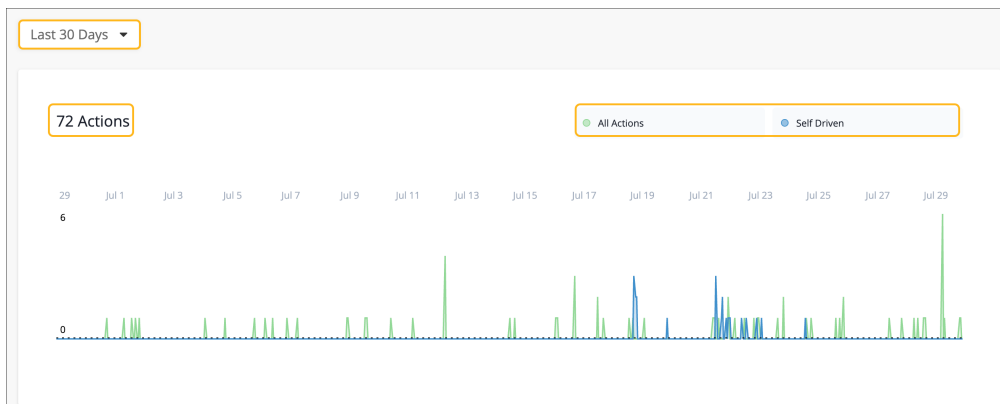 Last 30 Days
72 Actions
All Actions Self Driven
29 Jul 1 Jul 3 Jul 5 Jul 7 Jul 9 Jul 11 Jul 13 Jul 15 Jul 17 Jul 19 Jul 21 Jul 23 Jul 25 Jul 27 Jul 29
6
0